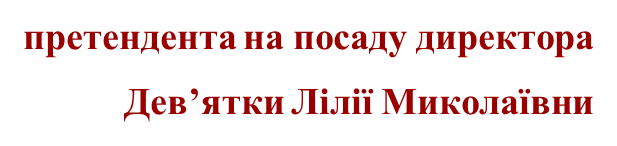 претендента на посаду директора
Дев’ятки Лілії Миколаївни